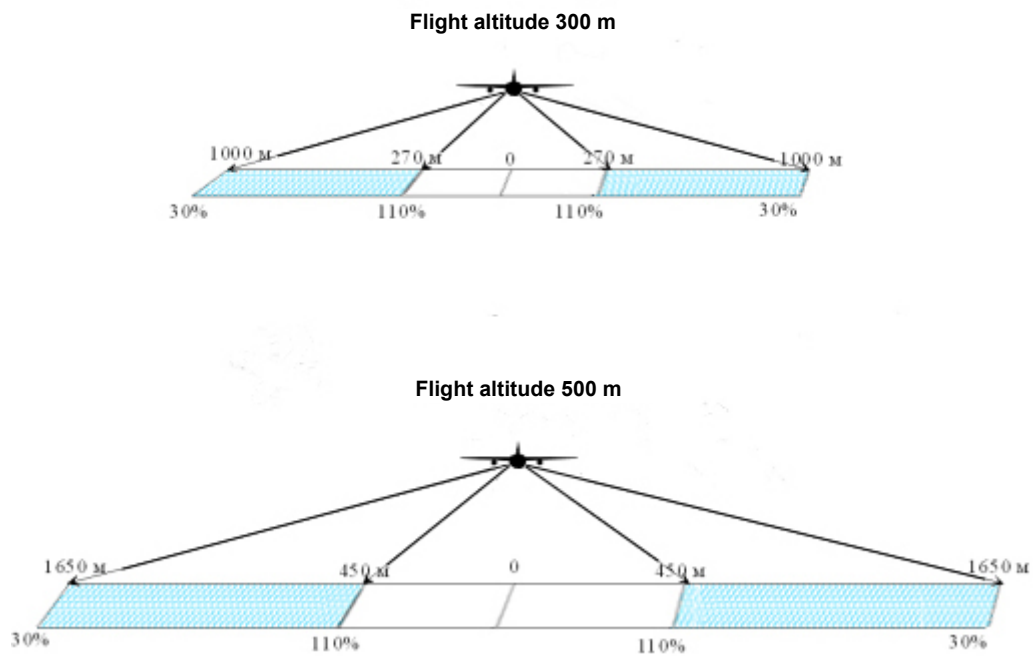 Flight altitude 300 m
1000 м 270 м 0 270 м 1000 м
30% 110% 110% 30%
Flight altitude 500 m
1650 м 450 м 0 450 м 1650 м
30% 110% 110% 30%